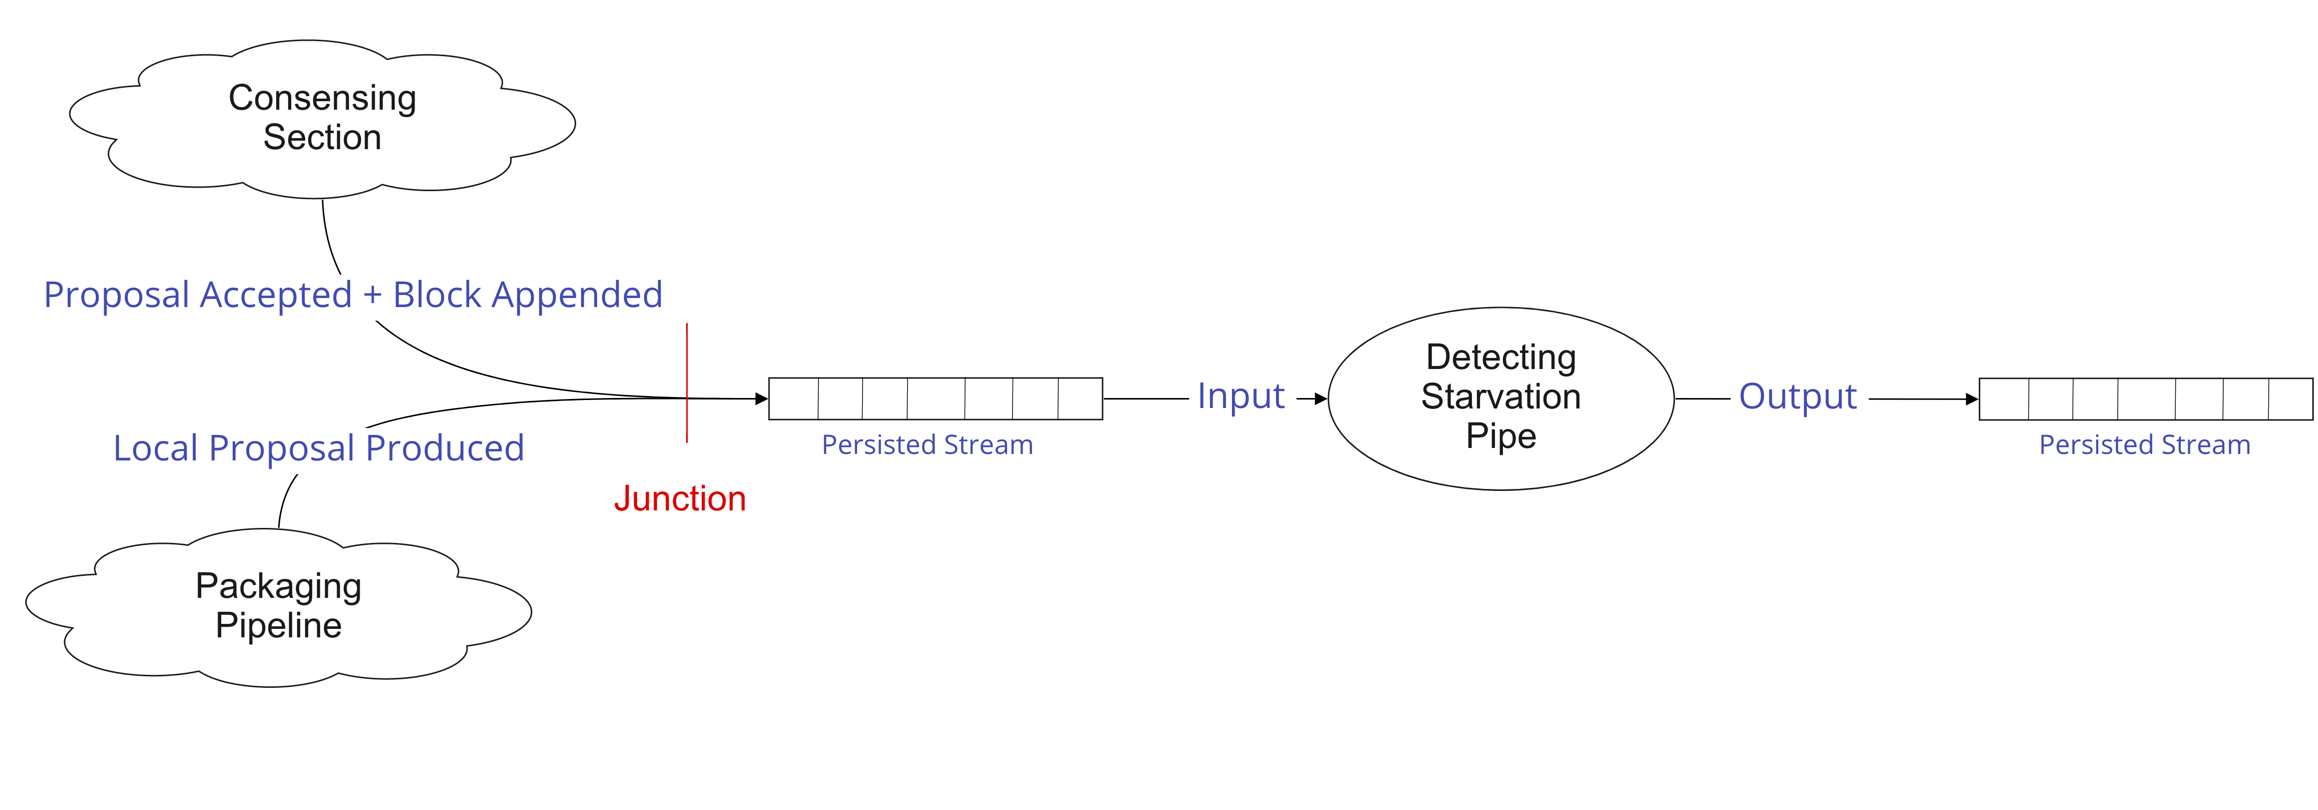 Consensing
Section
Proposal Accepted + Block Appended
Local Proposal Produced
Packaging
Pipeline
Junction
Persisted Stream
Input
Detecting
Starvation
Pipe
Output
Persisted Stream